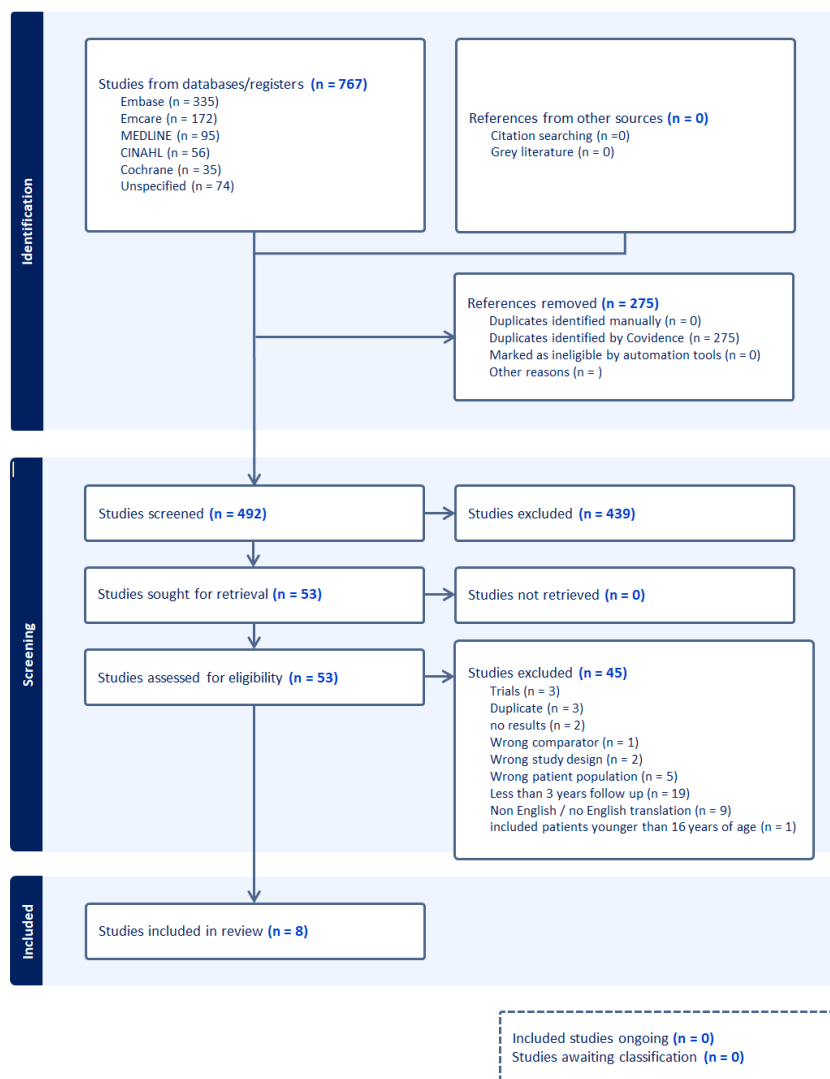 Identification
Studies from databases/registers (n = 767)
Embase (n = 335)
Emcare (n = 172)
MEDLINE (n = 95)
CINAHL (n = 56)
Cochrane (n = 35)
Unspecified (n = 74)
References from other sources (n = 0)
Citation searching (n =0)
Grey literature (n = 0)
References removed (n = 275)
Duplicates identified manually (n = 0)
Duplicates identified by Covidence (n = 275)
Marked as ineligible by automation tools (n = 0)
Other reasons (n = )
Screening
Studies screened (n = 492)
Studies excluded (n = 439)
Studies sought for retrieval (n = 53)
Studies not retrieved (n = 0)
Studies assessed for eligibility (n = 53)
Studies excluded (n = 45)
Trials (n = 3)
Duplicate (n = 3)
no results (n = 2)
Wrong comparator (n = 1)
Wrong study design (n = 2)
Wrong patient population (n = 5)
Less than 3 years follow up (n = 19)
Non English / no English translation (n = 9)
included patients younger than 16 years of age (n = 1)
Included
Studies included in review (n = 8)
Included studies ongoing (n = 0)
Studies awaiting classification (n = 0)